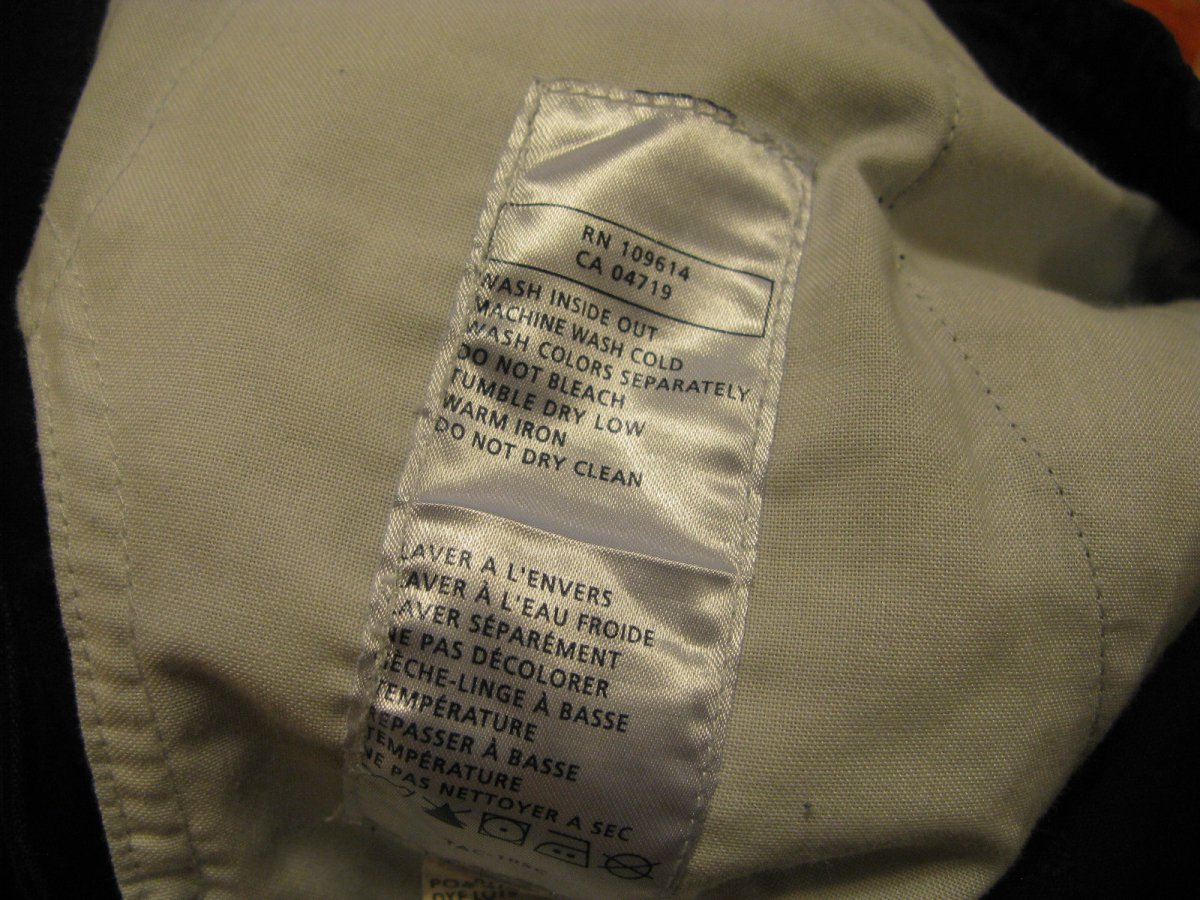 RN 109614
CA 04719
WASH INSIDE OUT
MACHINE WASH COLD
WASH COLORS SEPARATELY
DO NOT BLEACH
TUMBLE DRY LOW
WARM IRON
DO NOT DRY CLEAN
LAVER A L'ENVERS
LAVER À L'EAU FROIDE
LAVER SÉPARÉMENT
NE PAS DÉCOLORER
SÈCHE-LINGE À BASSE
TEMPÉRATURE
REPASSER À BASSE
TEMPÉRATURE
NE PAS NETTOYER A SEC